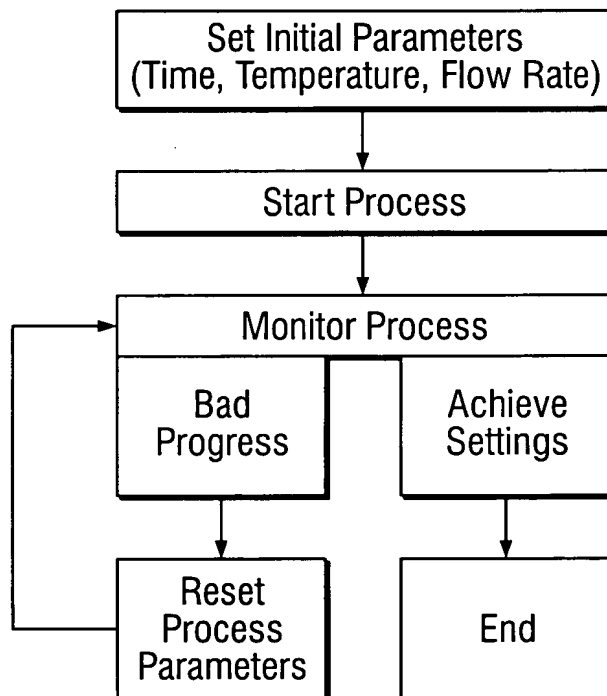 Set Initial Parameters
(Time, Temperature, Flow Rate)
Start Process
Monitor Process
Bad
Progress
Achieve
Settings
Reset
Process
Parameters
End